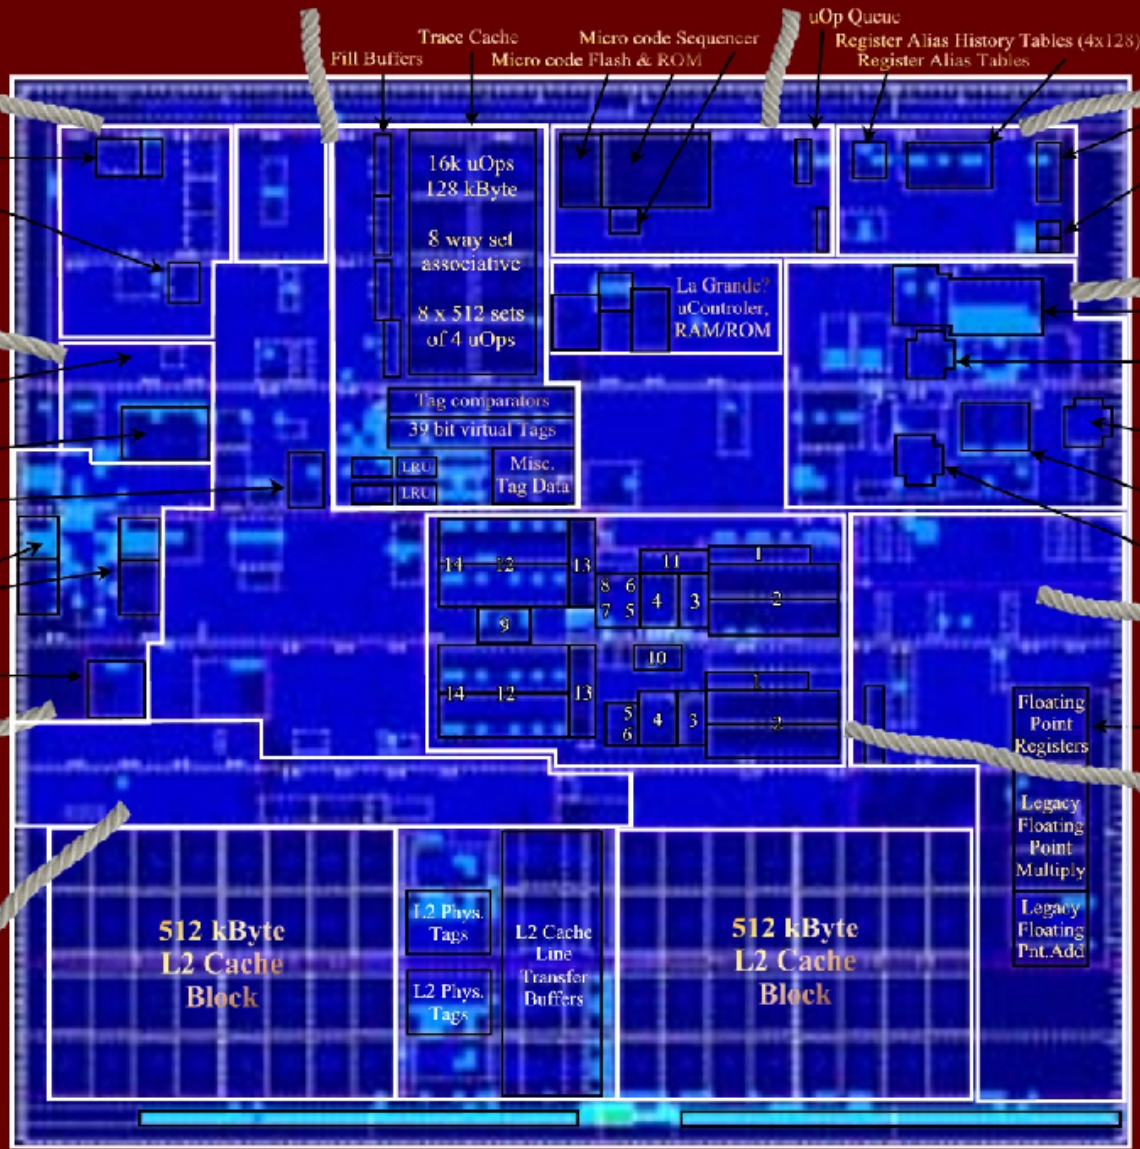 uOp Queue
Trace Cache
Micro code Sequencer
Register Alias History Tables (4x128)
Fill Buffers
Micro code Flash & ROM
Register Alias Tables
16k uOps
128 kByte
8 way set
associative
8 x 512 sets
of 4 uOps
La Grande?
uControler,
RAM/ROM
Tag comparators
39 bit virtual Tags
LRU
LRU
Misc.
Tag Data
14 12 13
11
1
8 6
7 5
4 3
2
9
10
14 12 13
1
5
6
4 3
2
Floating
Point
Registers
Legacy
Floating
Point
Multiply
Legacy
Floating
Pnt.Add
512 kByte
L2 Cache
Block
L2 Phys.
Tags
L2 Phys.
Tags
L2 Cache
Line
Transfer
Buffers
512 kByte
L2 Cache
Block